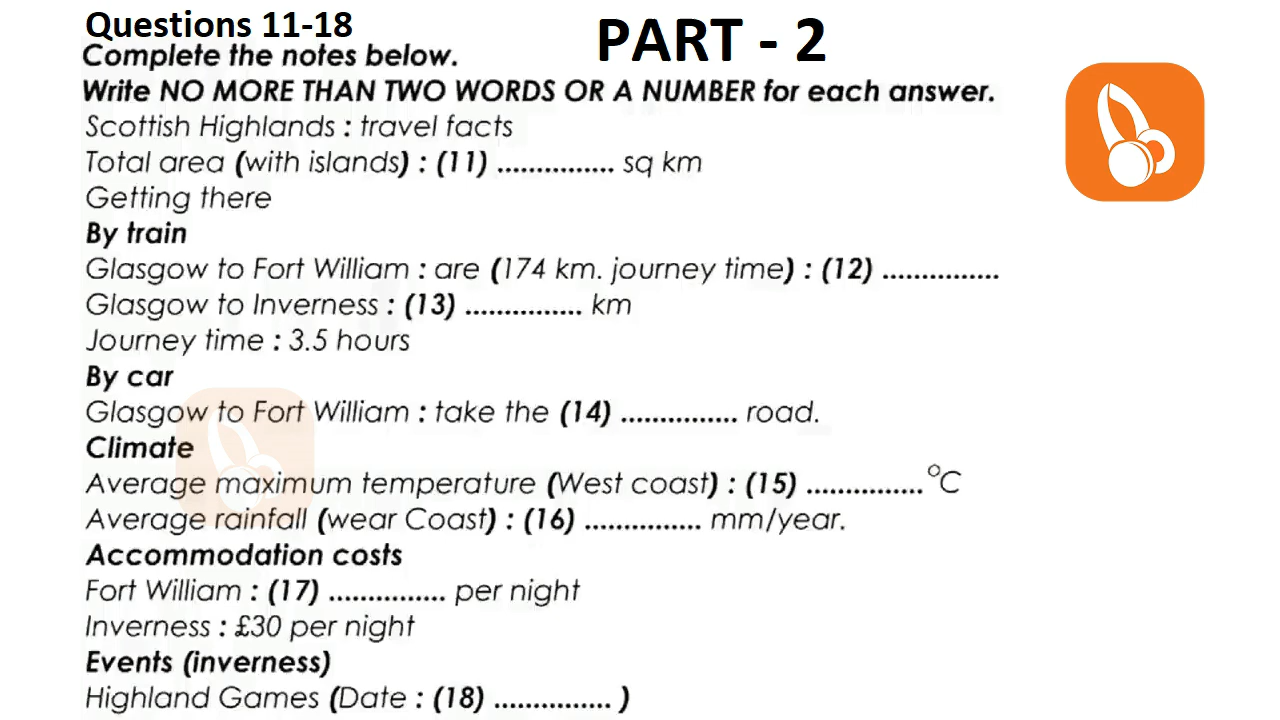 Questions 11-18
PART - 2
Complete the notes below.
Write NO MORE THAN TWO WORDS OR A NUMBER for each answer.
Scottish Highlands : travel facts
Total area (with islands) : (11) ............... sq km
Getting there
By train
Glasgow to Fort William : are (174 km. journey time) : (12) ...............
Glasgow to Inverness : (13) ............... km
Journey time : 3.5 hours
By car
Glasgow to Fort William : take the (14) ............... road.
Climate
Average maximum temperature (West coast) : (15) ............... °C
Average rainfall (wear Coast) : (16) ............... mm/year.
Accommodation costs
Fort William : (17) ............... per night
Inverness : £30 per night
Events (inverness)
Highland Games (Date : (18) ............... )